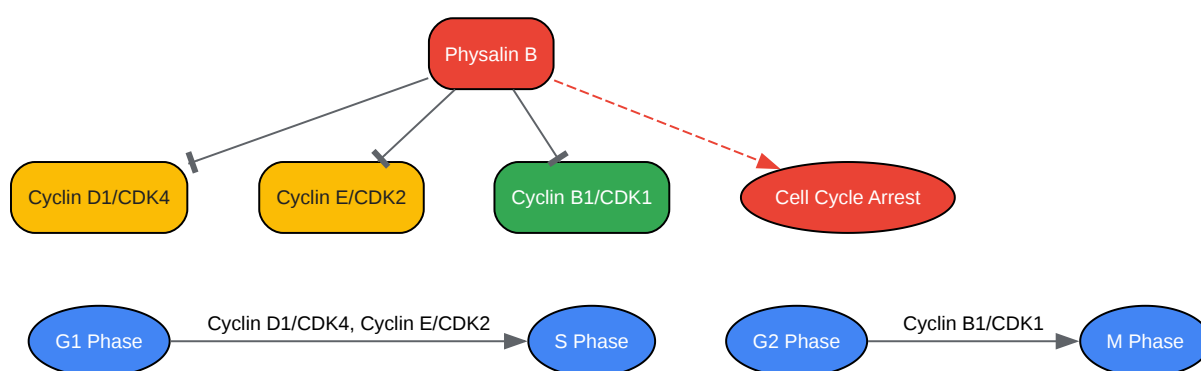 Physalin B
Cyclin D1/CDK4
Cyclin E/CDK2
Cyclin B1/CDK1
Cell Cycle Arrest
G1 Phase
Cyclin D1/CDK4, Cyclin E/CDK2
S Phase
G2 Phase
Cyclin B1/CDK1
M Phase